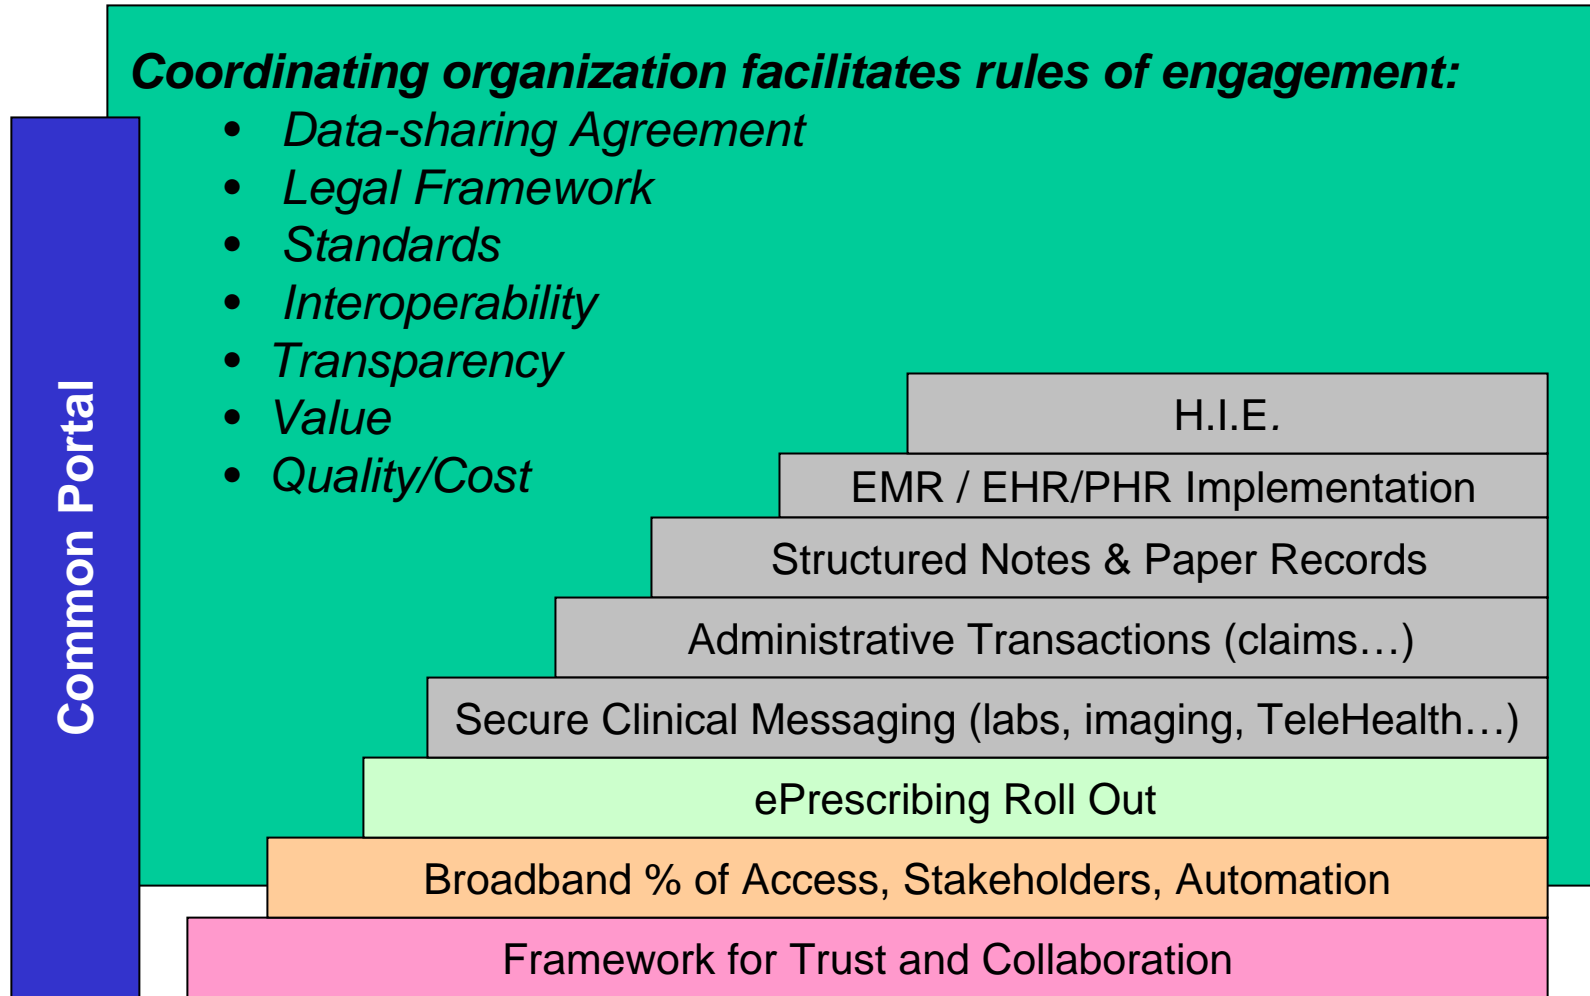 Coordinating organization facilitates rules of engagement:
• Data-sharing Agreement
• Legal Framework
• Standards
• Interoperability
• Transparency
• Value
• Quality/Cost
Common Portal
H.I.E.
EMR / EHR/PHR Implementation
Structured Notes & Paper Records
Administrative Transactions (claims…)
Secure Clinical Messaging (labs, imaging, TeleHealth…)
ePrescribing Roll Out
Broadband % of Access, Stakeholders, Automation
Framework for Trust and Collaboration